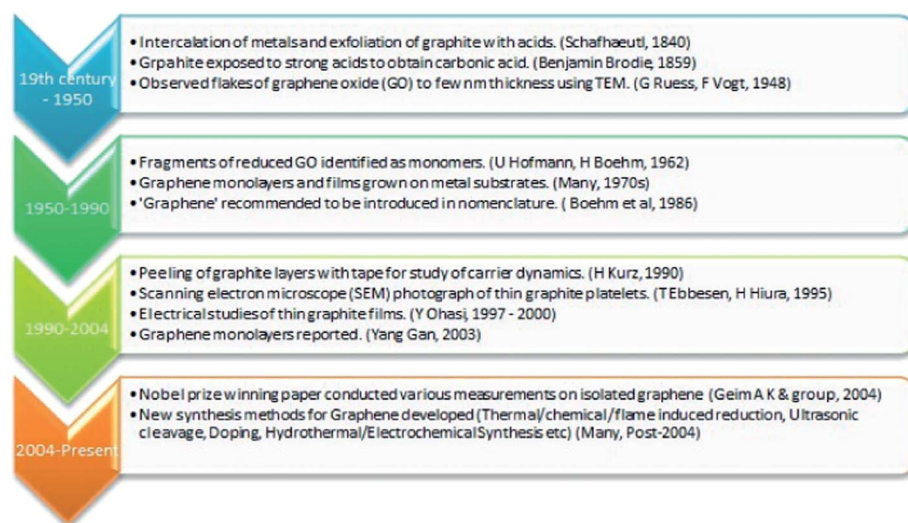 19th century
- 1950
• Intercalation of metals and exfoliation of graphite with acids. (Schafhaeutl, 1840)
• Grpahite exposed to strong acids to obtain carbonic acid. (Benjamin Brodie, 1859)
• Observed flakes of graphene oxide (GO) to few nm thickness using TEM. (G Ruess, F Vogt, 1948)
1950-1990
• Fragments of reduced GO identified as monomers. (U Hofmann, H Boehm, 1962)
• Graphene monolayers and films grown on metal substrates. (Many, 1970s)
• 'Graphene' recommended to be introduced in nomenclature. ( Boehm et al, 1986)
1990-2004
• Peeling of graphite layers with tape for study of carrier dynamics. (H Kurz, 1990)
• Scanning electron microscope (SEM) photograph of thin graphite platelets. (T Ebbesen, H Hiura, 1995)
• Electrical studies of thin graphite films. (Y Ohasi, 1997 - 2000)
• Graphene monolayers reported. (Yang Gan, 2003)
2004-Present
• Nobel prize winning paper conducted various measurements on isolated graphene (Geim A K & group, 2004)
• New synthesis methods for Graphene developed (Thermal/chemical/flame induced reduction, Ultrasonic
cleavage, Doping, Hydrothermal/Electrochemical Synthesis etc) (Many, Post-2004)